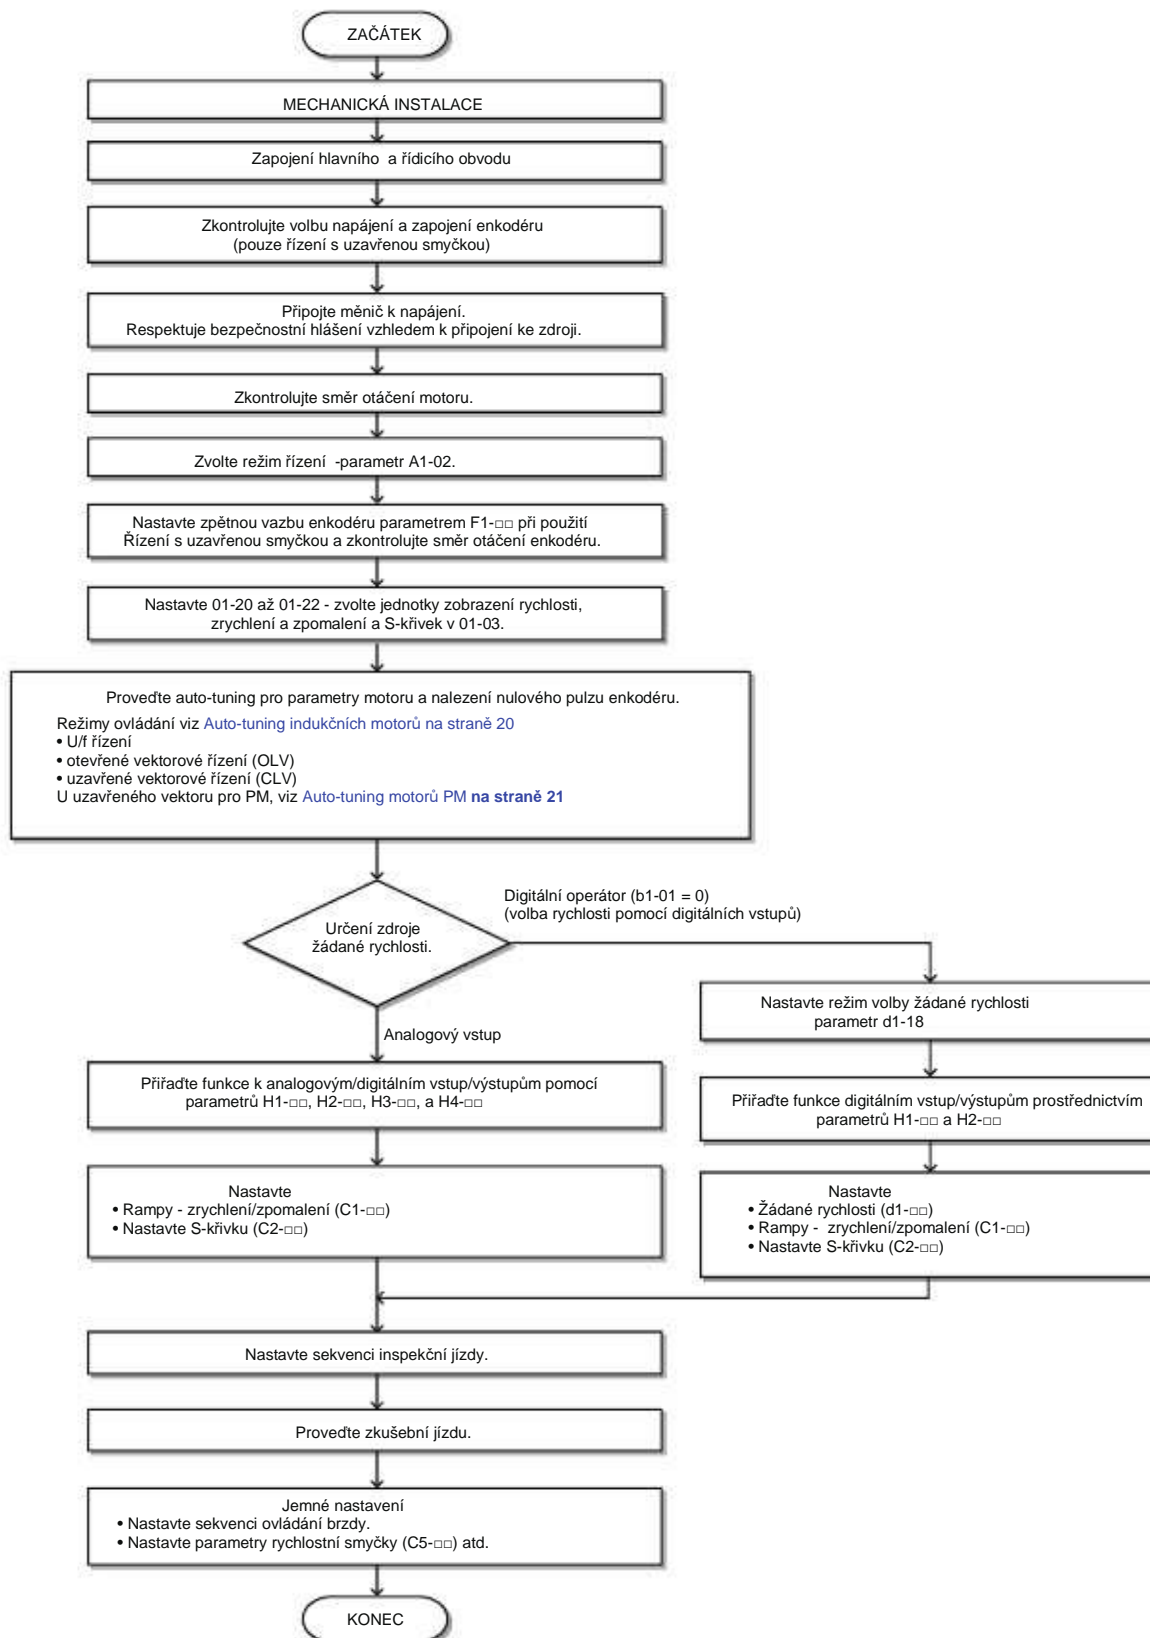 ZAČÁTEK
MECHANICKÁ INSTALACE
Zapojení hlavního a řídicího obvodu
Zkontrolujte volbu napájení a zapojení enkodéru
(pouze řízení s uzavřenou smyčkou)
Připojte měnič k napájení.
Respektuje bezpečnostní hlášení vzhledem k připojení ke zdroji.
Zkontrolujte směr otáčení motoru.
Zvolte režim řízení -parametr A1-02.
Nastavte zpětnou vazbu enkodéru parametrem F1-□□ při použití
Řízení s uzavřenou smyčkou a zkontrolujte směr otáčení enkodéru.
Nastavte 01-20 až 01-22 - zvolte jednotky zobrazení rychlosti,
zrychlení a zpomalení a S-křivek v 01-03.
Proveďte auto-tuning pro parametry motoru a nalezení nulového pulzu enkodéru.
Režimy ovládání viz Auto-tuning indukčních motorů na straně 20
• U/f řízení
• otevřené vektorové řízení (OLV)
• uzavřené vektorové řízení (CLV)
U uzavřeného vektoru pro PM, viz Auto-tuning motorů PM na straně 21
Digitální operátor (b1-01 = 0)
(volba rychlosti pomocí digitálních vstupů)
Určení zdroje
žádané rychlosti.
Analogový vstup
Nastavte režim volby žádané rychlosti
parametr d1-18
Přiřaďte funkce k analogovým/digitálním vstup/výstupům pomocí
parametrů H1-□□, H2-□□, H3-□□, a H4-□□
Přiřaďte funkce digitálním vstup/výstupům prostřednictvím
parametrů H1-□□ a H2-□□
Nastavte
• Rampy - zrychlení/zpomalení (C1-□□)
• Nastavte S-křivku (C2-□□)
Nastavte
• Žádané rychlosti (d1-□□)
• Rampy - zrychlení/zpomalení (C1-□□)
• Nastavte S-křivku (C2-□□)
Nastavte sekvenci inspekční jízdy.
Proveďte zkušební jízdu.
Jemné nastavení
• Nastavte sekvenci ovládání brzdy.
• Nastavte parametry rychlostní smyčky (C5-□□) atd.
KONEC